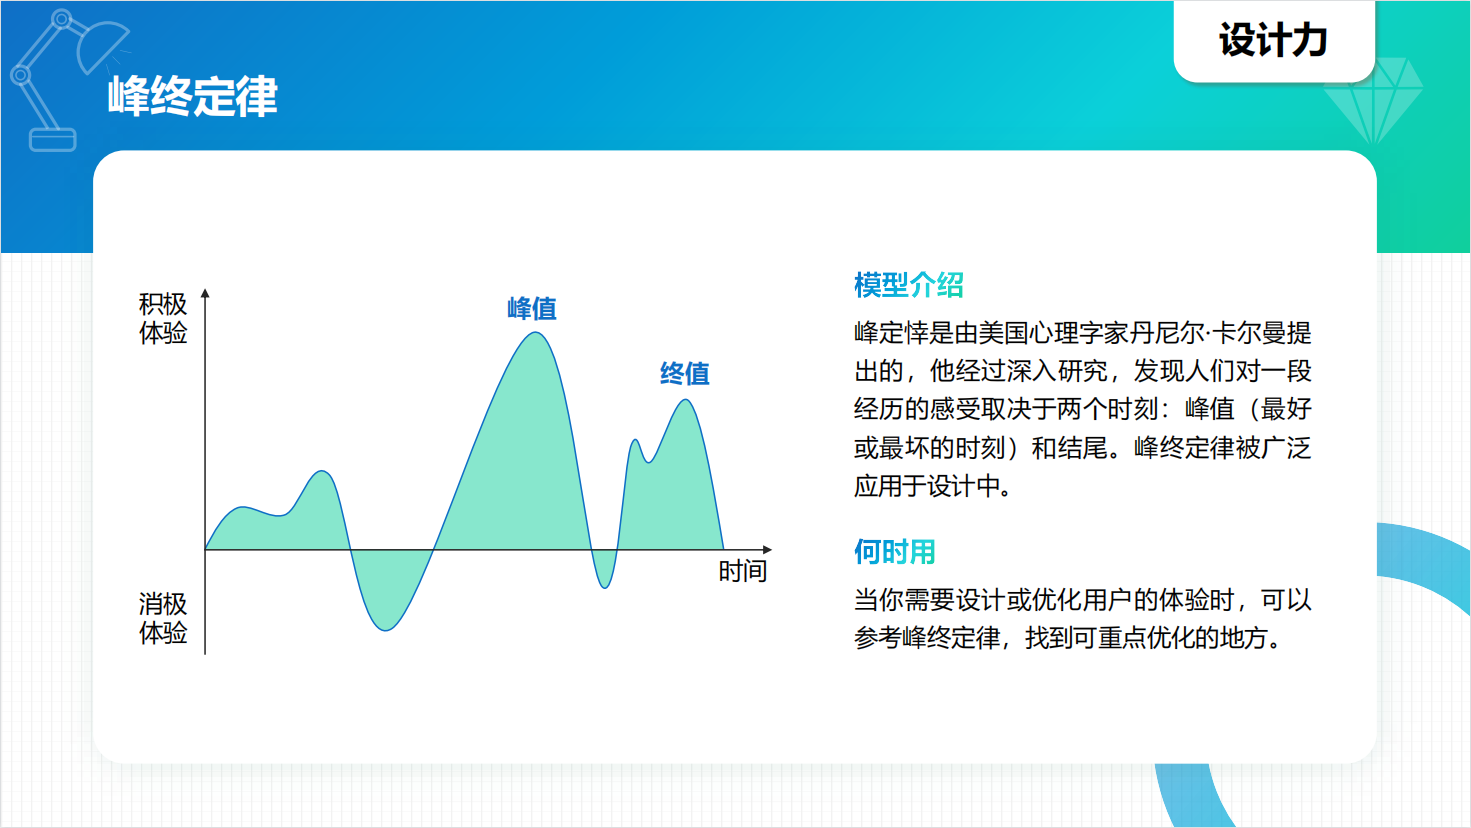 设计力
峰终定律
积极
体验
峰值
终值
时间
消极
体验
模型介绍
峰定悻是由美国心理字家丹尼尔·卡尔曼提
出的，他经过深入研究，发现人们对一段
经历的感受取决于两个时刻：峰值（最好
或最坏的时刻）和结尾。峰终定律被广泛
应用于设计中。
何时用
当你需要设计或优化用户的体验时，可以
参考峰终定律，找到可重点优化的地方。